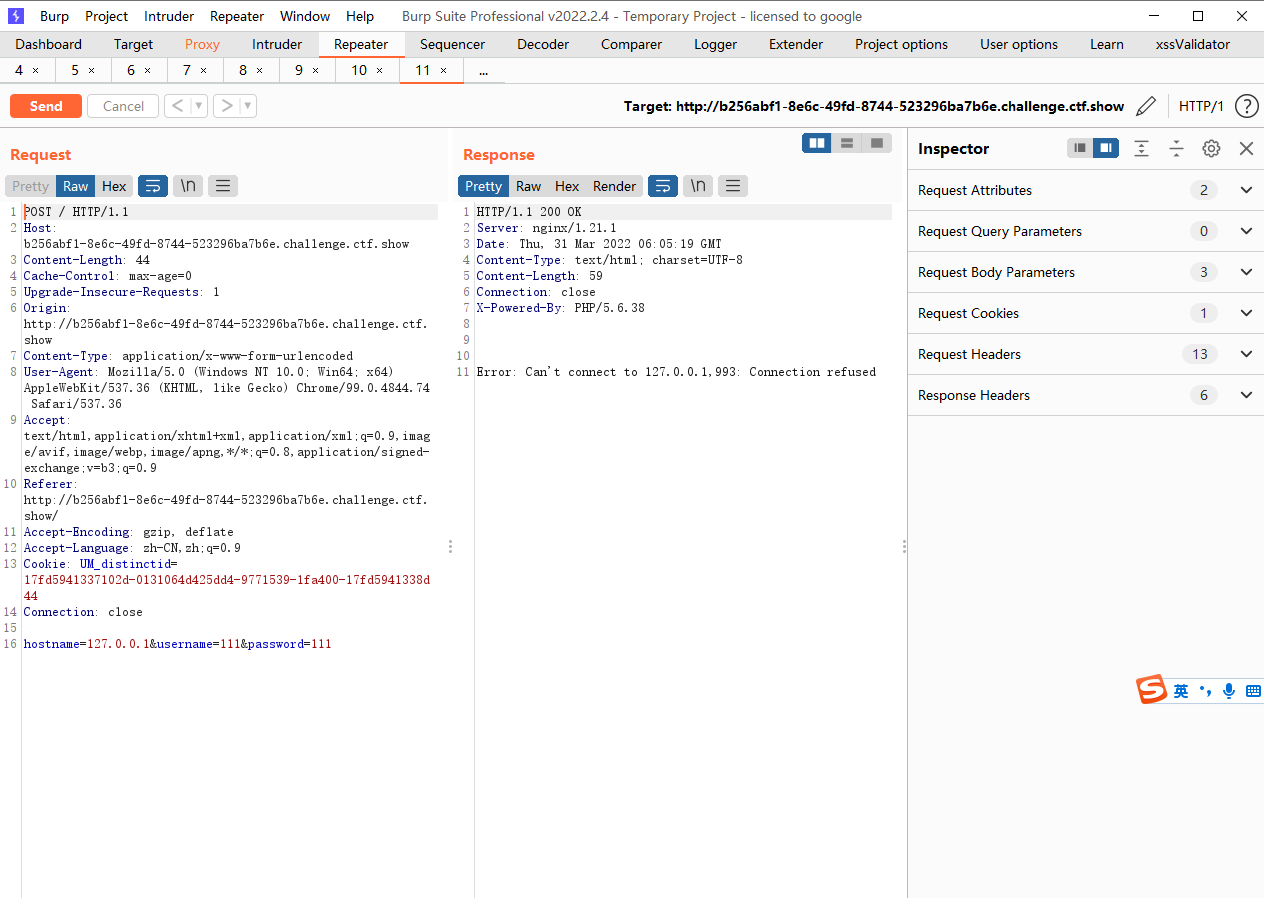 Burp Project Intruder Repeater Window Help Burp Suite Professional v2022.2.4 - Temporary Project - licensed to google
Dashboard Target Proxy Intruder Repeater Sequencer Decoder Comparer Logger Extender Project options User options Learn xssValidator
4 × 5 × 6 × 7 × 8 × 9 × 10 × 11 × ...
Send Cancel < > Target: http://b256abf1-8e6c-49fd-8744-523296ba7b6e.challenge.ctf.show HTTP/1 ?
Request
Pretty Raw Hex \n
1 POST / HTTP/1.1
2 Host:
b256abf1-8e6c-49fd-8744-523296ba7b6e.challenge.ctf.show
3 Content-Length: 44
4 Cache-Control: max-age=0
5 Upgrade-Insecure-Requests: 1
6 Origin:
http://b256abf1-8e6c-49fd-8744-523296ba7b6e.challenge.ctf.
show
7 Content-Type: application/x-www-form-urlencoded
8 User-Agent: Mozilla/5.0 (Windows NT 10.0; Win64; x64)
AppleWebKit/537.36 (KHTML, like Gecko) Chrome/99.0.4844.74
Safari/537.36
9 Accept:
text/html,application/xhtml+xml,application/xml;q=0.9,imag
e/avif,image/webp,image/apng,*/*;q=0.8,application/signed-
exchange;v=b3;q=0.9
10 Referer:
http://b256abf1-8e6c-49fd-8744-523296ba7b6e.challenge.ctf.
show/
11 Accept-Encoding: gzip, deflate
12 Accept-Language: zh-CN,zh;q=0.9
13 Cookie: UM_distinctid=
17fd5941337102d-0131064d425dd4-9771539-1fa400-17fd5941338d
44
14 Connection: close
15
16 hostname=127.0.0.1&username=111&password=111
Response
Pretty Raw Hex Render \n
1 HTTP/1.1 200 OK
2 Server: nginx/1.21.1
3 Date: Thu, 31 Mar 2022 06:05:19 GMT
4 Content-Type: text/html; charset=UTF-8
5 Content-Length: 59
6 Connection: close
7 X-Powered-By: PHP/5.6.38
8
9
10
11 Error: Can't connect to 127.0.0.1,993: Connection refused
Inspector
Request Attributes 2
Request Query Parameters 0
Request Body Parameters 3
Request Cookies 1
Request Headers 13
Response Headers 6
S 英